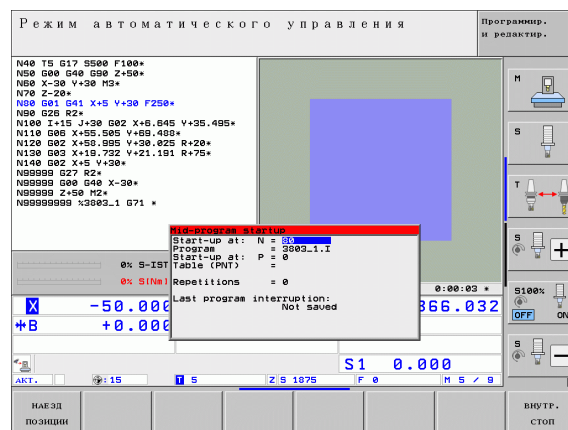 Режим автоматического управления
Программир.
и редактир.
N40 T5 G17 S500 F100*
N50 G00 G40 G90 Z+50*
N60 X-30 Y+30 M3*
N70 Z-20*
N80 G01 G41 X+5 Y+30 F250*
N90 G26 R2*
N100 I+15 J+30 G02 X+6.645 Y+35.495*
N110 G06 X+55.505 Y+69.488*
N120 G02 X+58.995 Y+30.025 R+20*
N130 G03 X+19.732 Y+21.191 R+75*
N140 G02 X+5 Y+30*
N99999 G27 R2*
N99999 G00 G40 X-30*
N99999 Z+50 M2*
N99999999 %3803_1 G71 *
Mid-program startup
Start-up at: N = 80
Program = 3803_1.I
Start-up at: P = 0
Table (PNT) =
Repetitions = 0
Last program interruption:
Not saved
0% S-IST
0% S[Nm]
0:00:03 *
X -50.000
366.032
*B +0.000
S1 0.000
АКТ.
: 15
T 5
Z S 1875
F 0
M 5 / 9
M
S
T
S
+
S100%
OFF ON
S
–
НАЕЗД
ПОЗИЦИИ
ВНУТР.
СТОП